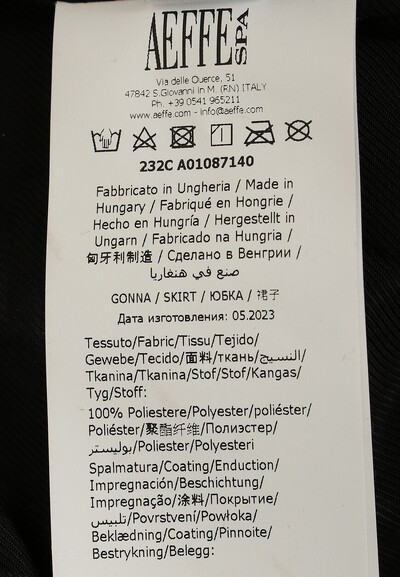 AEFFE SPA
Via delle Querce, 51
47842 S.Giovanni in M. (RN) ITALY
Ph. +39 0541 965211
www.aeffe.com - info@aeffe.com
232C A01087140
Fabbricato in Ungheria / Made in
Hungary / Fabriqué en Hongrie /
Hecho en Hungría / Hergestellt in
Ungarn / Fabricado na Hungria /
匈牙利制造 / Сделано в Венгрии /
صنع في هنغاريا
GONNA / SKIRT / ЮБКА / 裙子
Дата изготовления: 05.2023
Tessuto/Fabric/Tissu/Tejido/
Gewebe/Tecido/面料/ткань/النسيج/
Tkanina/Tkanina/Stof/Stof/Kangas/
Tyg/Stoff:
100% Poliestere/Polyester/poliéster/
Poliéster/聚酯纤维/Полиэстер/
بوليستر/Poliester/Polyesteri
Spalmatura/Coating/Enduction/
Impregnación/Beschichtung/
Impregnação/涂料/Покрытие/
تلبيس/Povrstvení/Powłoka/
Beklædning/Coating/Pinnoite/
Bestrykning/Belegg: